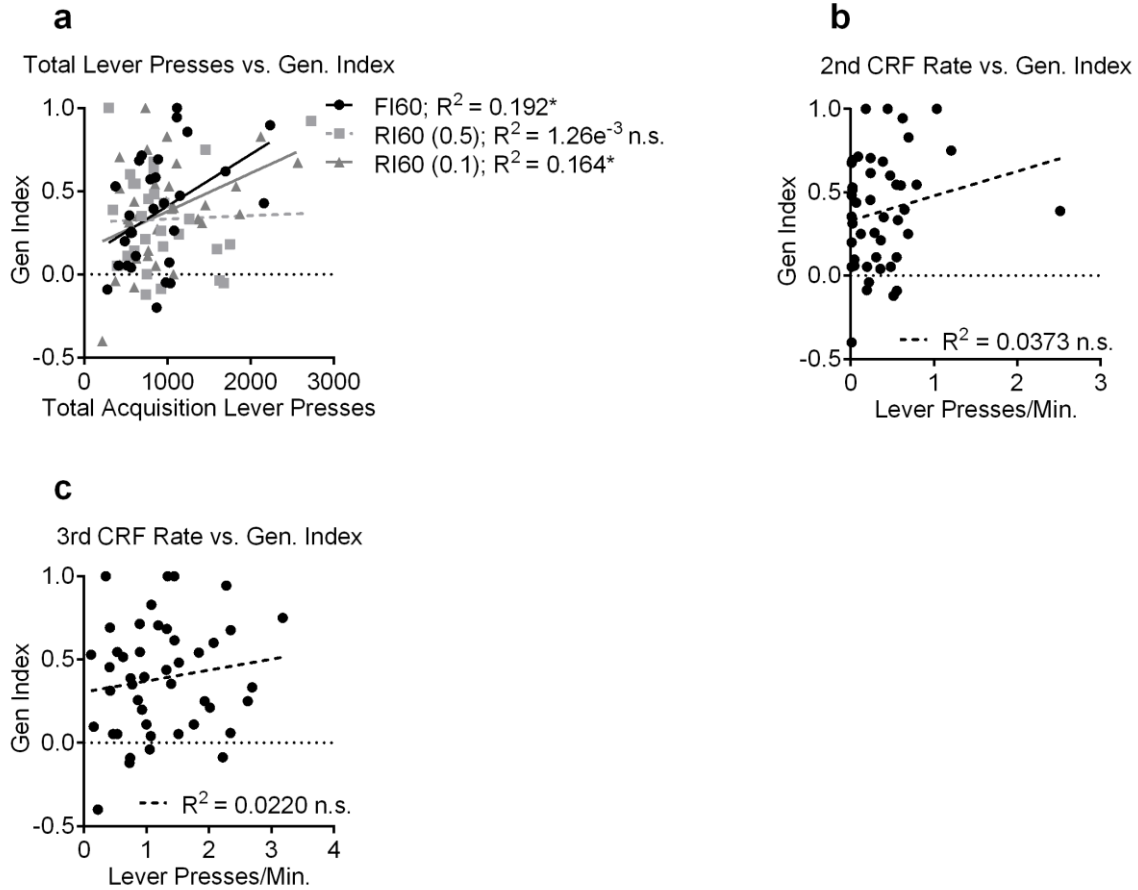 a
Total Lever Presses vs. Gen. Index
FI60; R² = 0.192*
RI60 (0.5); R² = 1.26e⁻³ n.s.
RI60 (0.1); R² = 0.164*
Gen Index
1.0
0.5
0.0
-0.5
0 1000 2000 3000
Total Acquisition Lever Presses
b
2nd CRF Rate vs. Gen. Index
Gen Index
1.0
0.5
0.0
-0.5
R² = 0.0373 n.s.
0 1 2 3
Lever Presses/Min.
c
3rd CRF Rate vs. Gen. Index
Gen Index
1.0
0.5
0.0
-0.5
R² = 0.0220 n.s.
0 1 2 3 4
Lever Presses/Min.